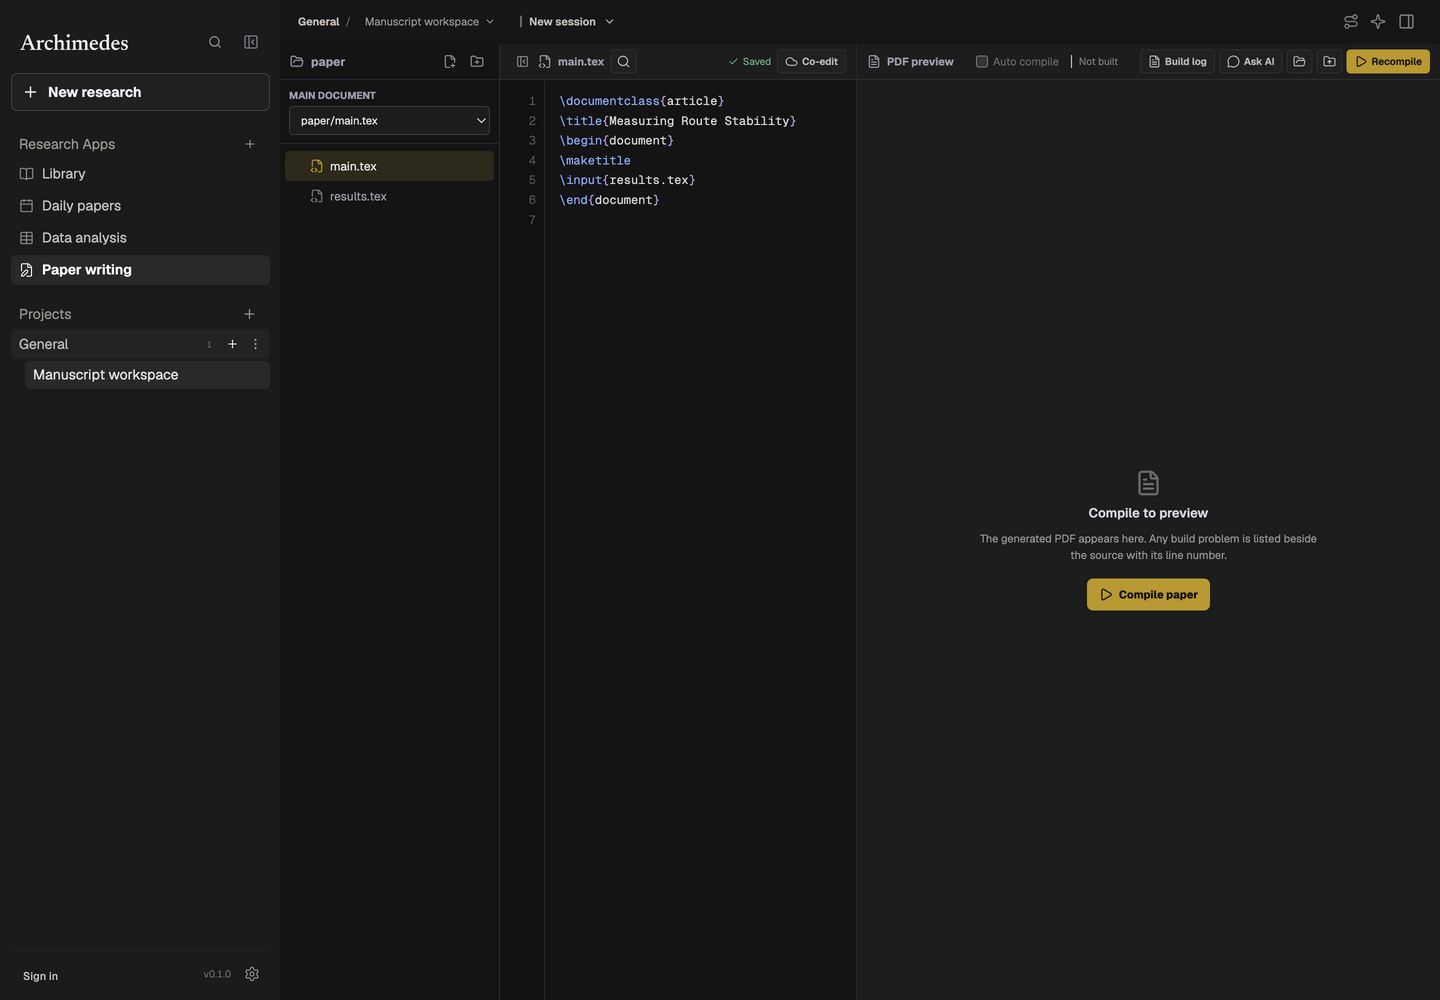 Archimedes
New research
Research Apps
Library
Daily papers
Data analysis
Paper writing
Projects
General 1
Manuscript workspace
Sign in v0.1.0
General / Manuscript workspace | New session
paper
MAIN DOCUMENT
paper/main.tex
main.tex
results.tex
main.tex Saved Co-edit
1 \documentclass{article}
2 \title{Measuring Route Stability}
3 \begin{document}
4 \maketitle
5 \input{results.tex}
6 \end{document}
7
PDF preview Auto compile | Not built Build log Ask AI Recompile
Compile to preview
The generated PDF appears here. Any build problem is listed beside
the source with its line number.
Compile paper